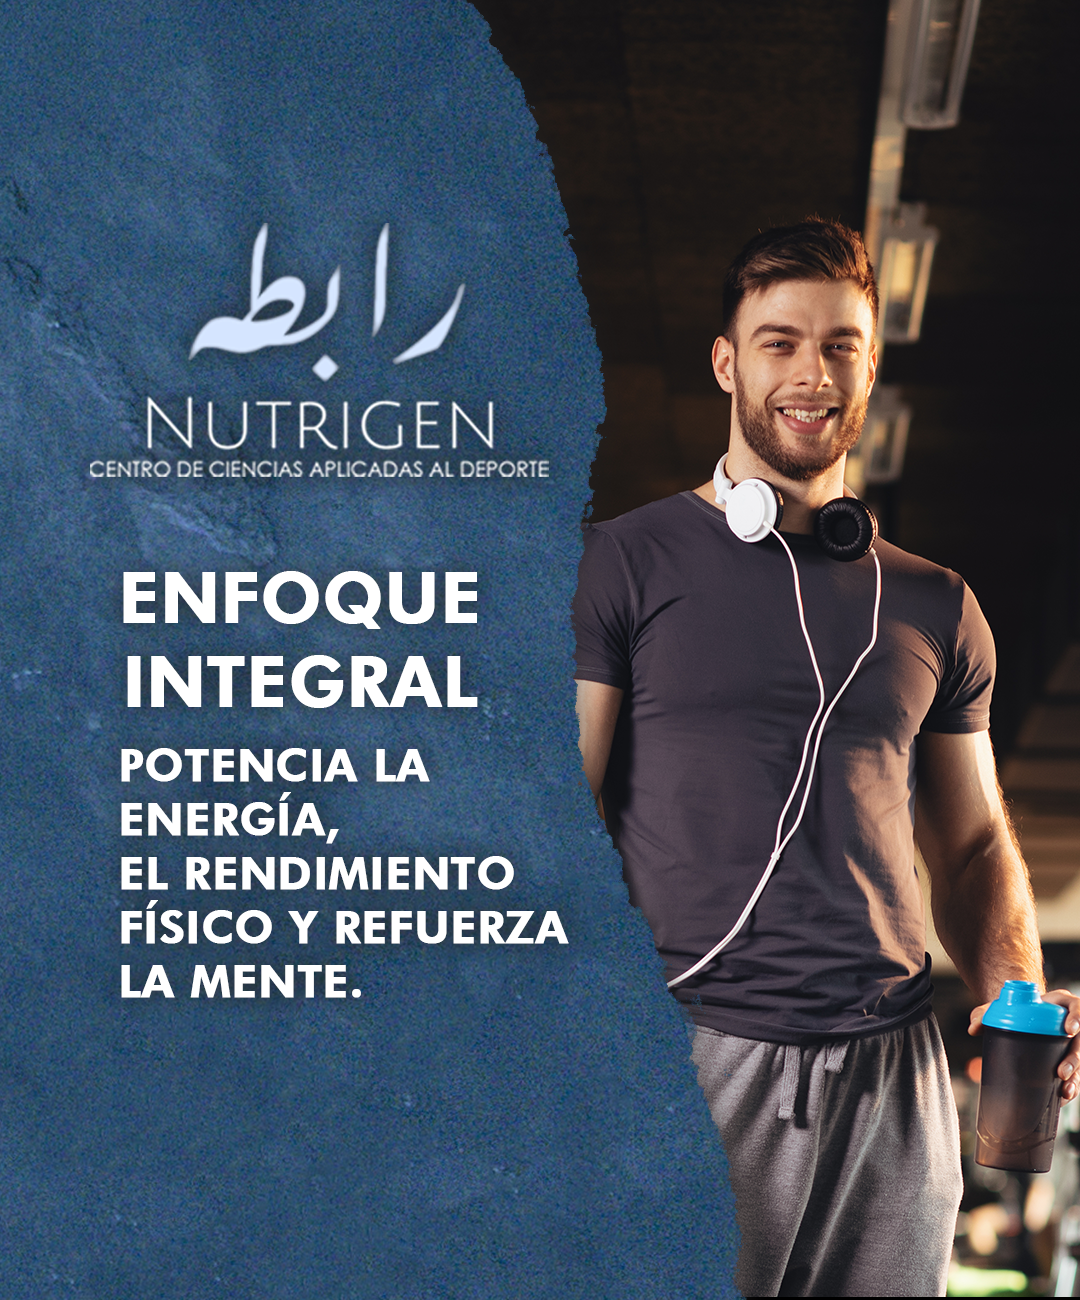 رابطه
NUTRIGEN
CENTRO DE CIENCIAS APLICADAS AL DEPORTE
ENFOQUE
INTEGRAL
POTENCIA LA
ENERGÍA,
EL RENDIMIENTO
FÍSICO Y REFUERZA
LA MENTE.